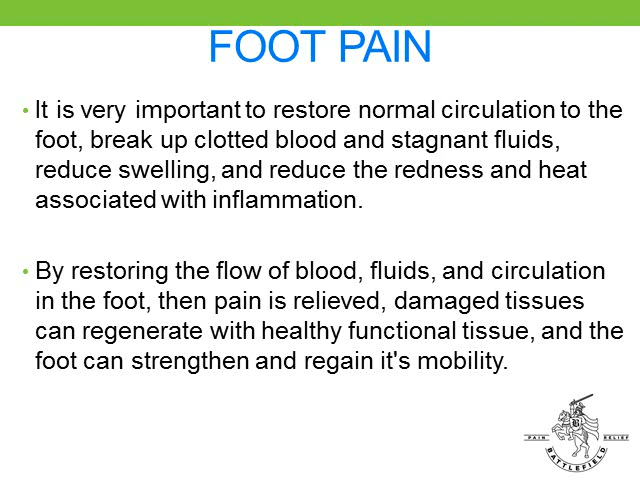 FOOT PAIN
• It is very important to restore normal circulation to the
foot, break up clotted blood and stagnant fluids,
reduce swelling, and reduce the redness and heat
associated with inflammation.
• By restoring the flow of blood, fluids, and circulation
in the foot, then pain is relieved, damaged tissues
can regenerate with healthy functional tissue, and the
foot can strengthen and regain it's mobility.
B
PAIN RELIEF
BATTLEFIELD